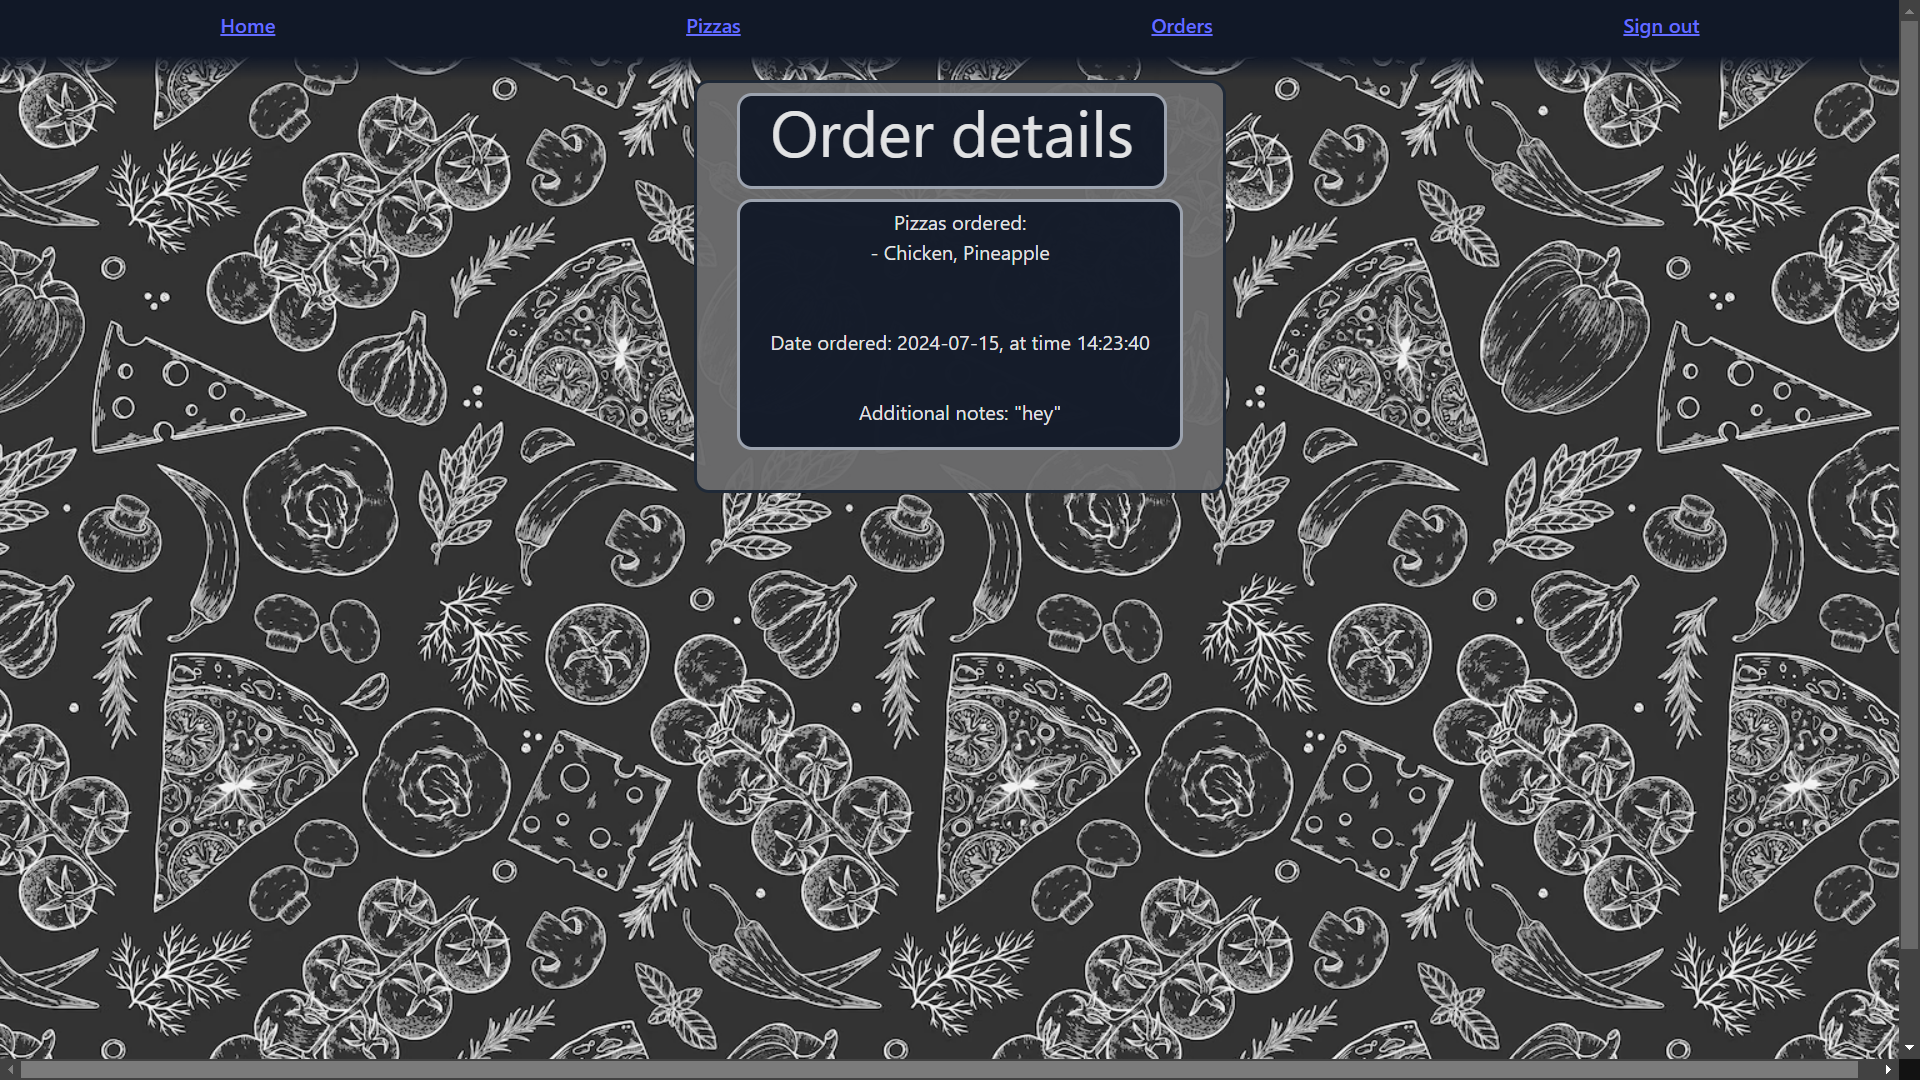 Home Pizzas Orders Sign out
Order details
Pizzas ordered:
- Chicken, Pineapple
Date ordered: 2024-07-15, at time 14:23:40
Additional notes: "hey"